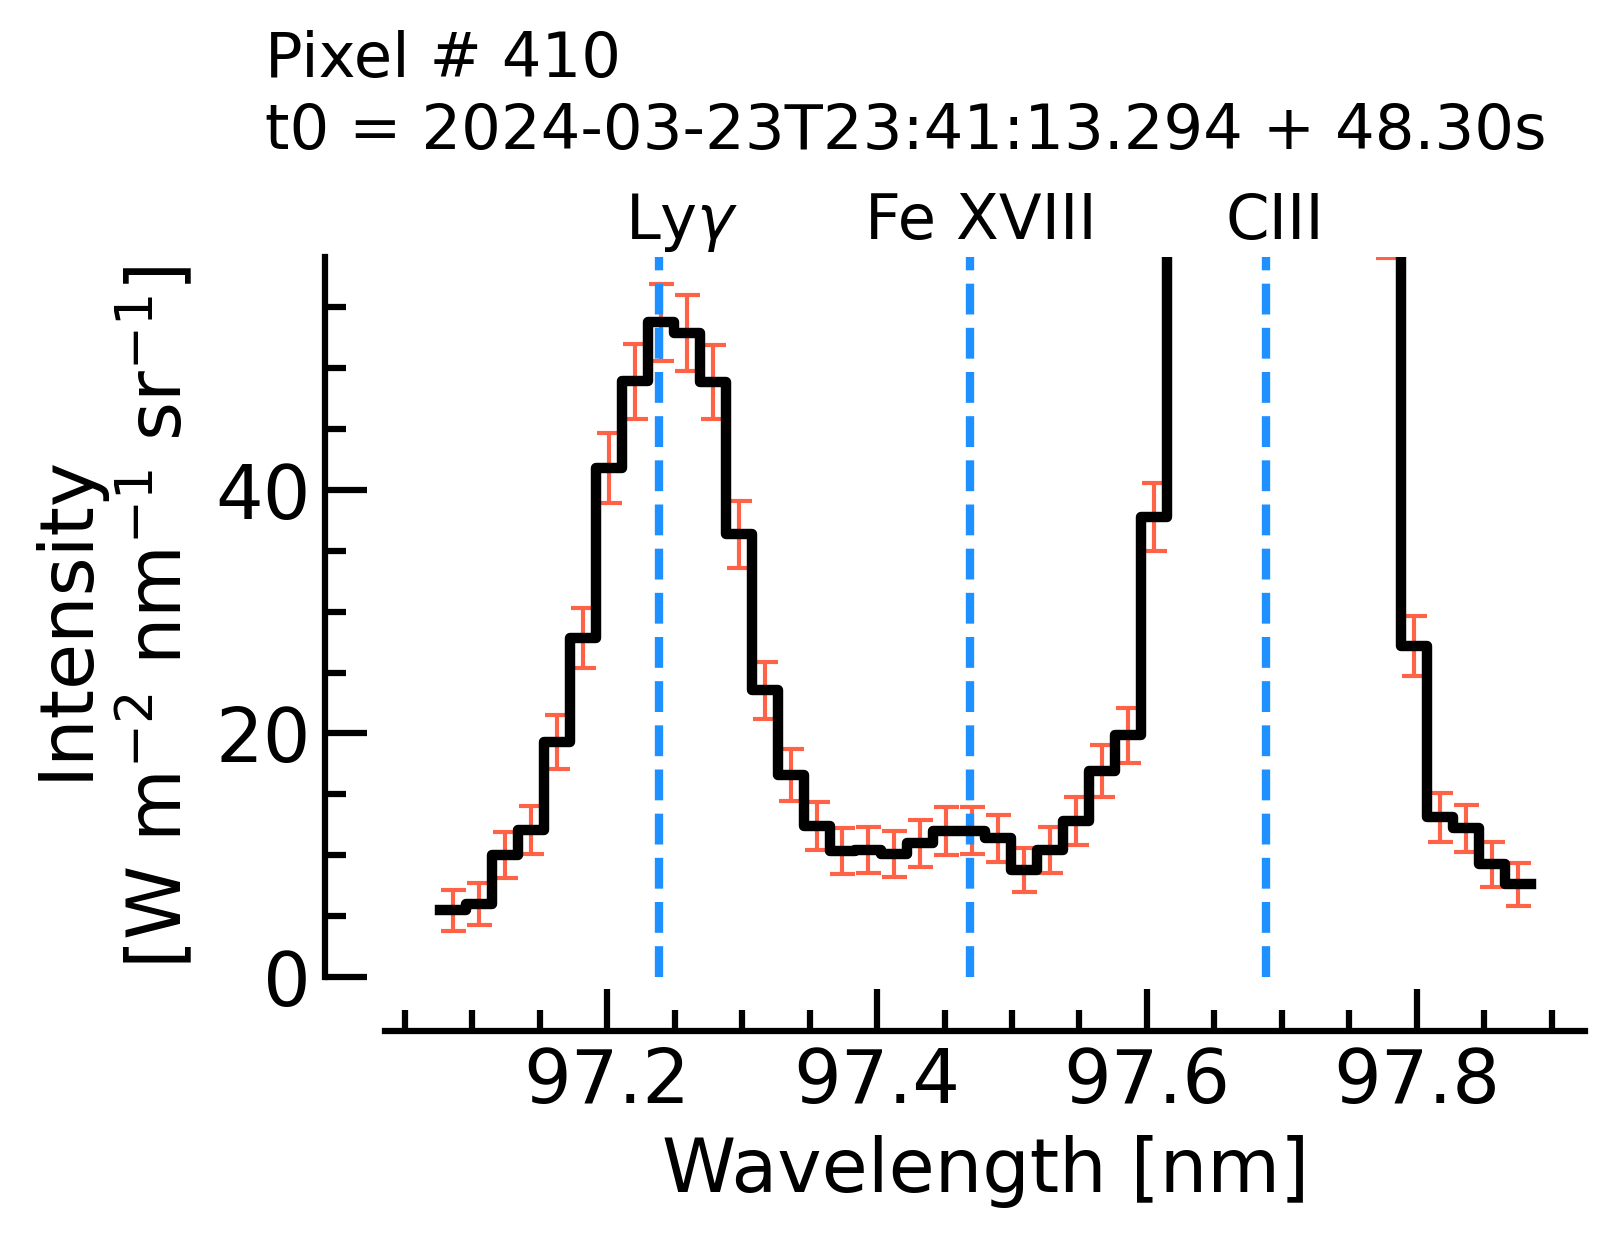 Pixel # 410
t0 = 2024-03-23T23:41:13.294 + 48.30s
Lyγ Fe XVIII CIII
Intensity
[W m⁻² nm⁻¹ sr⁻¹]
40
20
0
97.2 97.4 97.6 97.8
Wavelength [nm]